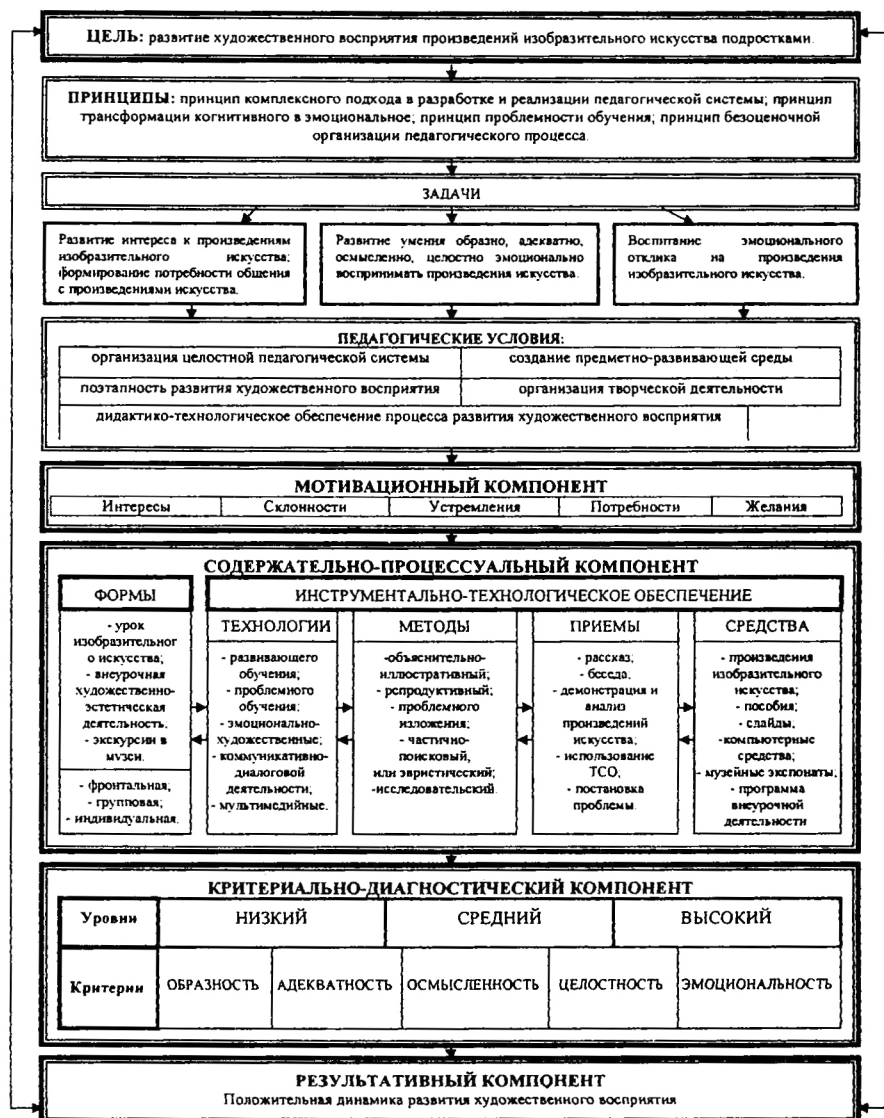 ЦЕЛЬ: развитие художественного восприятия произведений изобразительного искусства подростками.
ПРИНЦИПЫ: принцип комплексного подхода в разработке и реализации педагогической системы; принцип
трансформации когнитивного в эмоциональное; принцип проблемности обучения; принцип безоценочной
организации педагогического процесса.
ЗАДАЧИ
Развитие интереса к произведениям
изобразительного искусства;
формирование потребности общения
с произведениями искусства.
Развитие умения образно, адекватно,
осмысленно, целостно эмоционально
воспринимать произведения искусства.
Воспитание эмоционального
отклика на произведения
изобразительного искусства.
ПЕДАГОГИЧЕСКИЕ УСЛОВИЯ:
организация целостной педагогической системы
создание предметно-развивающей среды
поэтапность развития художественного восприятия
организация творческой деятельности
дидактико-технологическое обеспечение процесса развития художественного восприятия
МОТИВАЦИОННЫЙ КОМПОНЕНТ
Интересы
Склонности
Устремления
Потребности
Желания
СОДЕРЖАТЕЛЬНО-ПРОЦЕССУАЛЬНЫЙ КОМПОНЕНТ
ФОРМЫ
- урок
изобразительног
о искусства;
- внеурочная
художественно-
эстетическая
деятельность;
- экскурсии в
музеи.
- фронтальная;
- групповая;
- индивидуальная.
ИНСТРУМЕНТАЛЬНО-ТЕХНОЛОГИЧЕСКОЕ ОБЕСПЕЧЕНИЕ
ТЕХНОЛОГИИ
- развивающего
обучения;
- проблемного
обучения;
- эмоционально-
художественные;
- коммуникативно-
диалоговой
деятельности;
- мультимедийные.
МЕТОДЫ
-объяснительно-
иллюстративный;
- репродуктивный;
- проблемного
изложения;
- частично-
поисковый,
или эвристический;
-исследовательский.
ПРИЕМЫ
- рассказ;
- беседа,
демонстрация и
анализ
произведений
искусства;
- использование
ТСО,
- постановка
проблемы.
СРЕДСТВА
- произведения
изобразительного
искусства;
- пособия;
- слайды,
-компьютерные
средства;
- музейные экспонаты;
- программа
внеурочной
деятельности
КРИТЕРИАЛЬНО-ДИАГНОСТИЧЕСКИЙ КОМПОНЕНТ
Уровни
НИЗКИЙ
СРЕДНИЙ
ВЫСОКИЙ
Критерии
ОБРАЗНОСТЬ
АДЕКВАТНОСТЬ
ОСМЫСЛЕННОСТЬ
ЦЕЛОСТНОСТЬ
ЭМОЦИОНАЛЬНОСТЬ
РЕЗУЛЬТАТИВНЫЙ КОМПОНЕНТ
Положительная динамика развития художественного восприятия